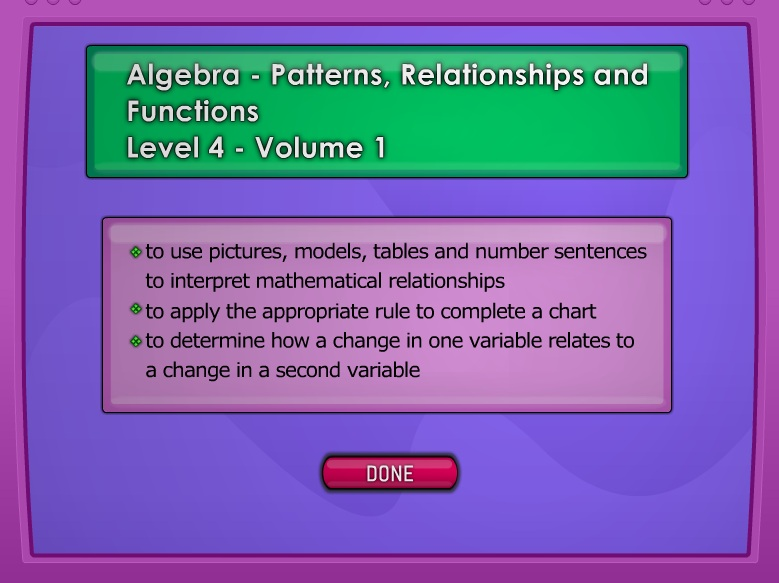 Algebra - Patterns, Relationships and
Functions
Level 4 - Volume 1
to use pictures, models, tables and number sentences
to interpret mathematical relationships
to apply the appropriate rule to complete a chart
to determine how a change in one variable relates to
a change in a second variable
DONE